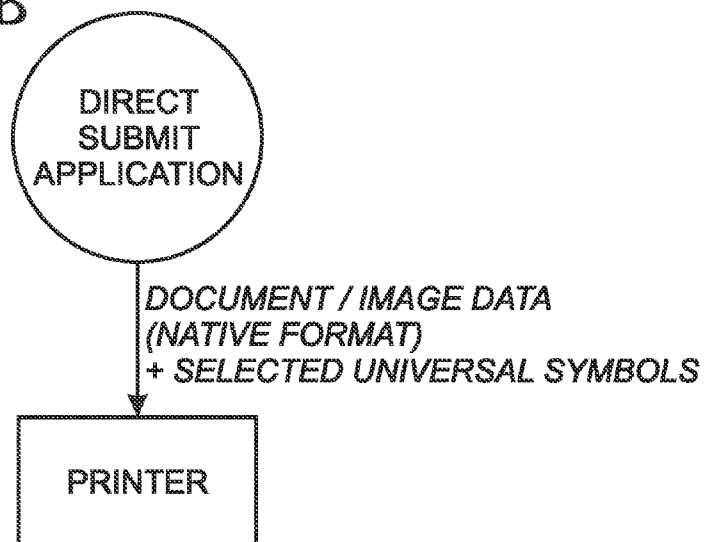 DIRECT
SUBMIT
APPLICATION
DOCUMENT / IMAGE DATA
(NATIVE FORMAT)
+ SELECTED UNIVERSAL SYMBOLS
PRINTER